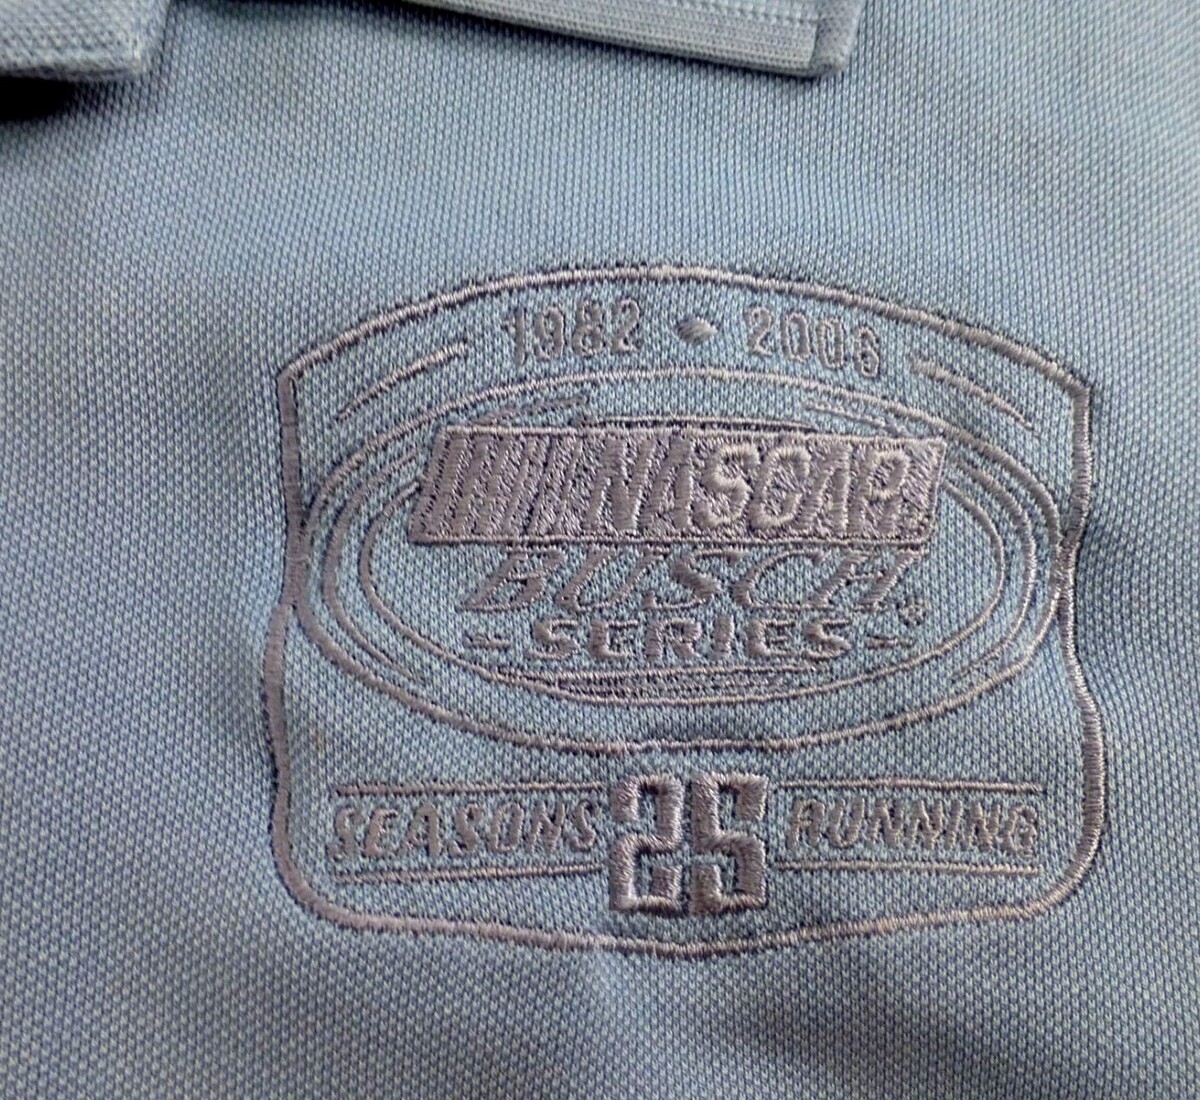 1982 • 2006
NASCAR
BUSCH®
SERIES
SEASONS 25 RUNNING